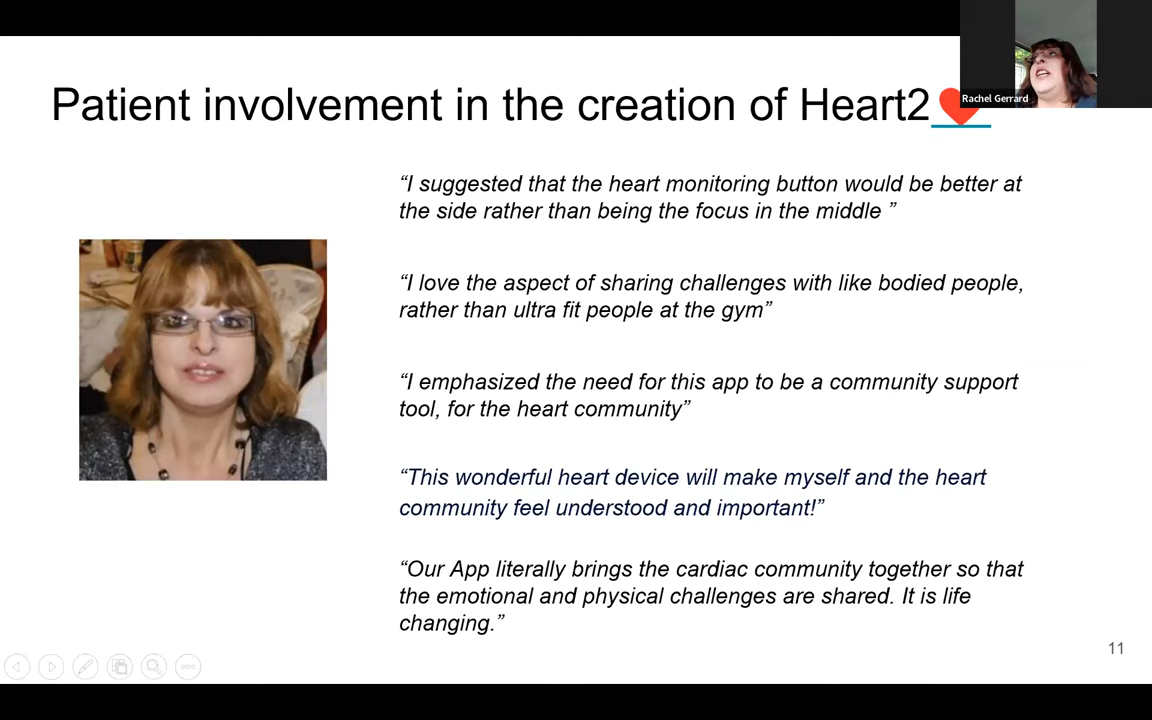 Rachel Gerrard
Patient involvement in the creation of Heart2
“I suggested that the heart monitoring button would be better at
the side rather than being the focus in the middle ”
“I love the aspect of sharing challenges with like bodied people,
rather than ultra fit people at the gym”
“I emphasized the need for this app to be a community support
tool, for the heart community”
“This wonderful heart device will make myself and the heart
community feel understood and important!”
“Our App literally brings the cardiac community together so that
the emotional and physical challenges are shared. It is life
changing.”
11